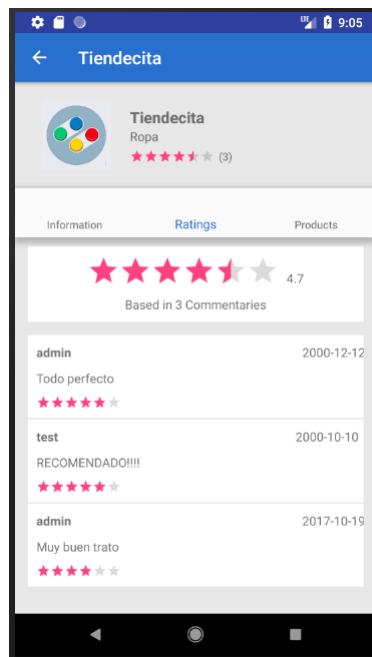 LTE 9:05
Tiendecita
Tiendecita
Ropa
(3)
Information Ratings Products
4.7
Based in 3 Commentaries
admin 2000-12-12
Todo perfecto
test 2000-10-10
RECOMENDADO!!!!
admin 2017-10-19
Muy buen trato